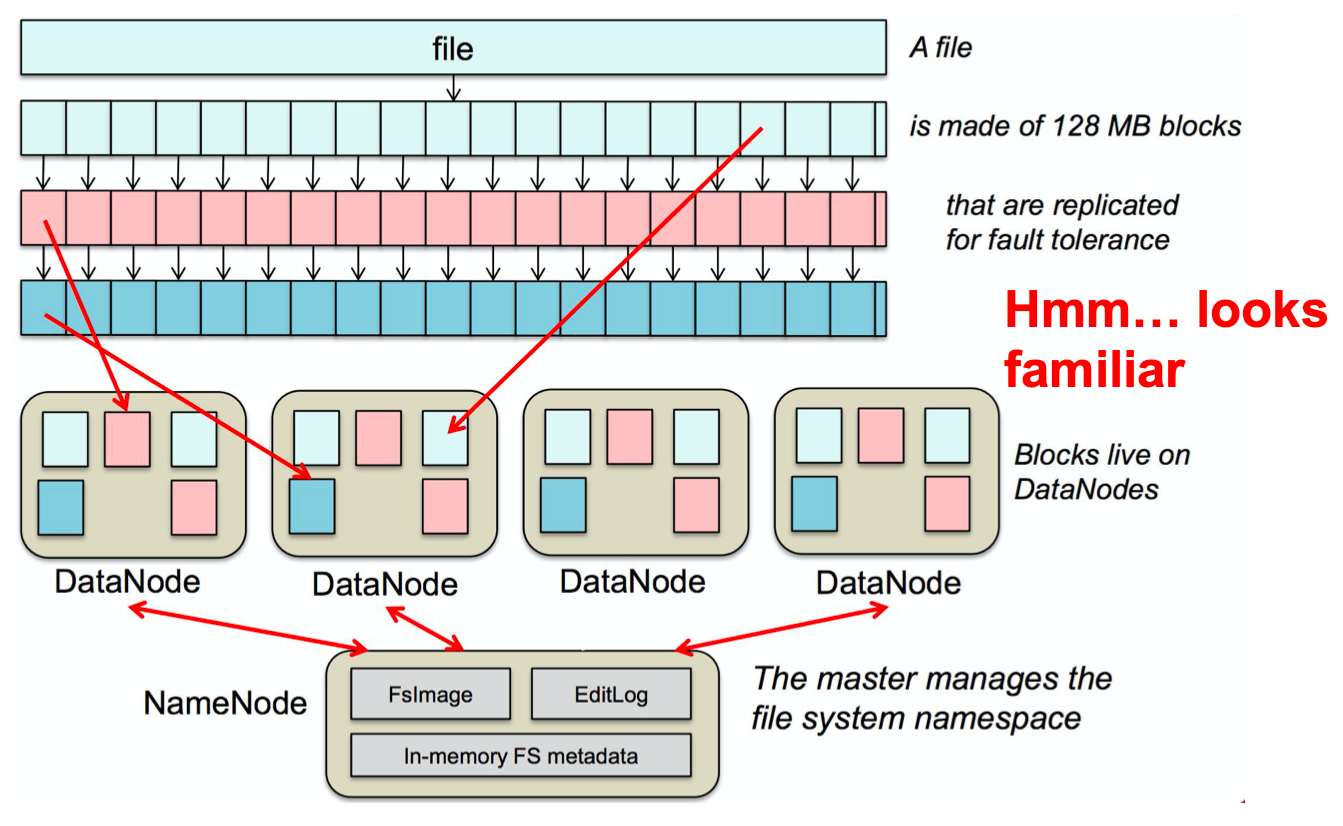 file
A file
is made of 128 MB blocks
that are replicated
for fault tolerance
Hmm… looks
familiar
Blocks live on
DataNodes
DataNode
DataNode
DataNode
DataNode
NameNode
FsImage
EditLog
In-memory FS metadata
The master manages the
file system namespace